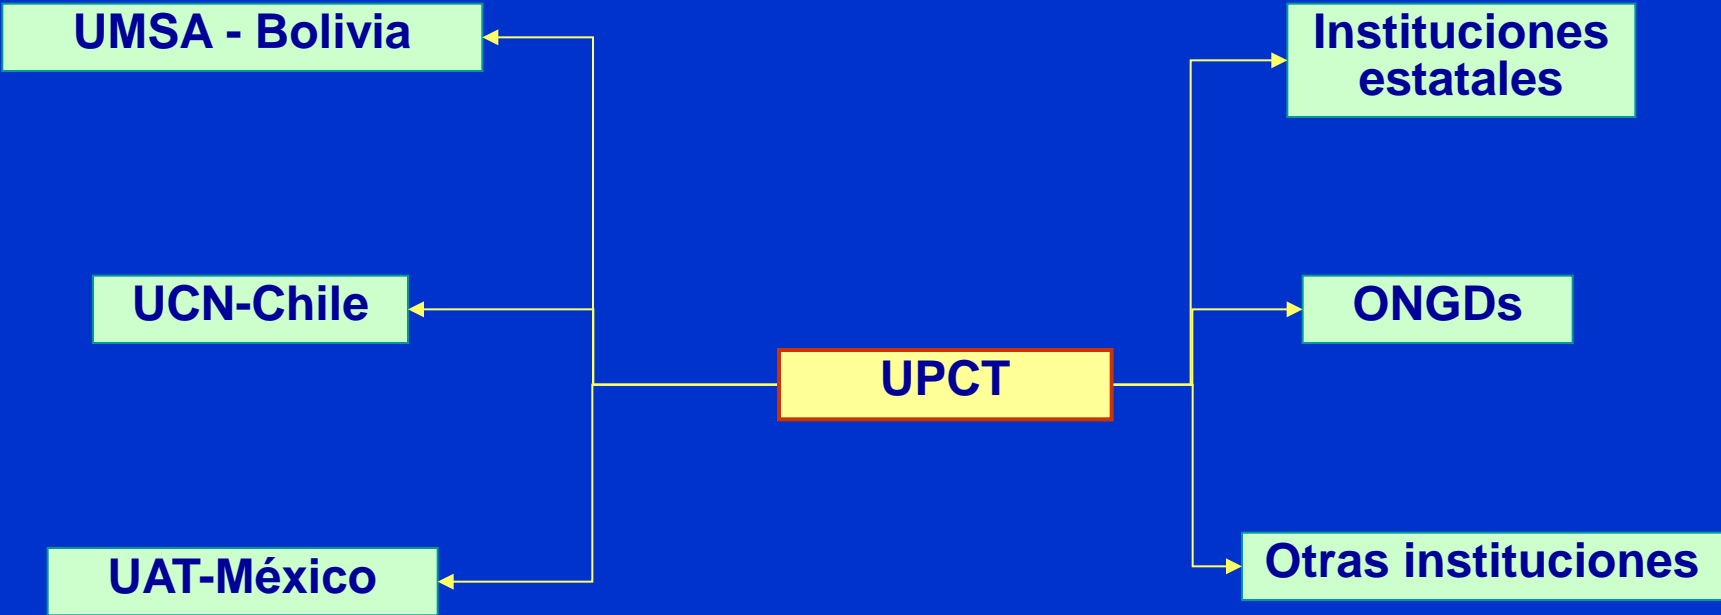 UMSA - Bolivia
Instituciones
estatales
UCN-Chile
ONGDs
UPCT
UAT-México
Otras instituciones